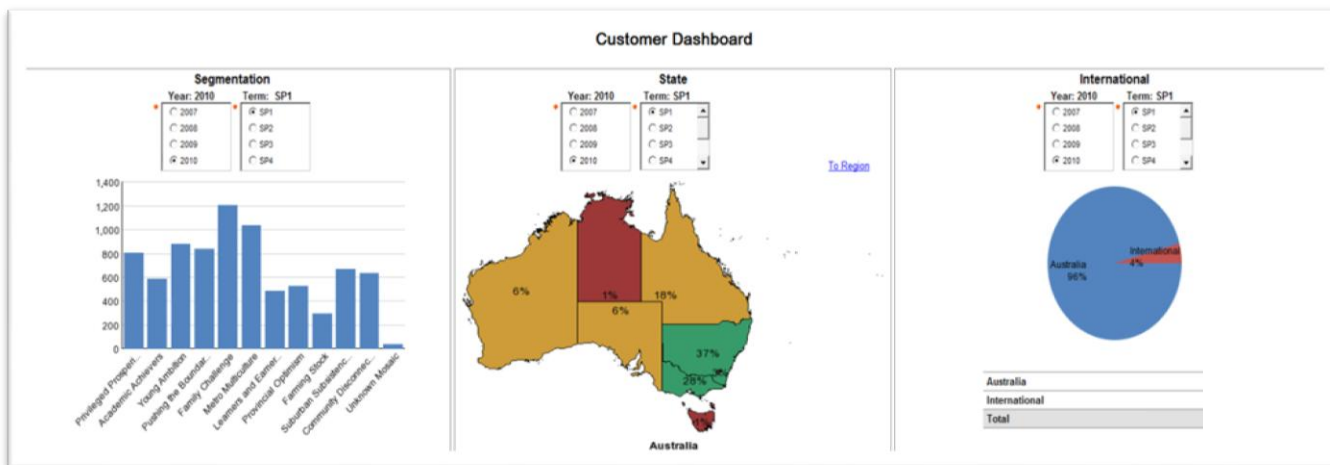 Customer Dashboard
Segmentation
Year: 2010 Term: SP1
2007
2008
2009
2010
SP1
SP2
SP3
SP4
1,400
1,200
1,000
800
600
400
200
0
Privileged Prosperi...
Academic Achievers
Young Ambition
Pushing the Boundar...
Family Challenge
Metro Multiculture
Learners and Earner...
Provincial Optimism
Farming Stock
Suburban Subsistenc...
Community Disconnec...
Unknown Mosaic
State
Year: 2010 Term: SP1
2007
2008
2009
2010
SP1
SP2
SP3
SP4
To Region
6%
1%
18%
6%
37%
28%
Australia
International
Year: 2010 Term: SP1
2007
2008
2009
2010
SP1
SP2
SP3
SP4
International
4%
Australia
96%
Australia
International
Total